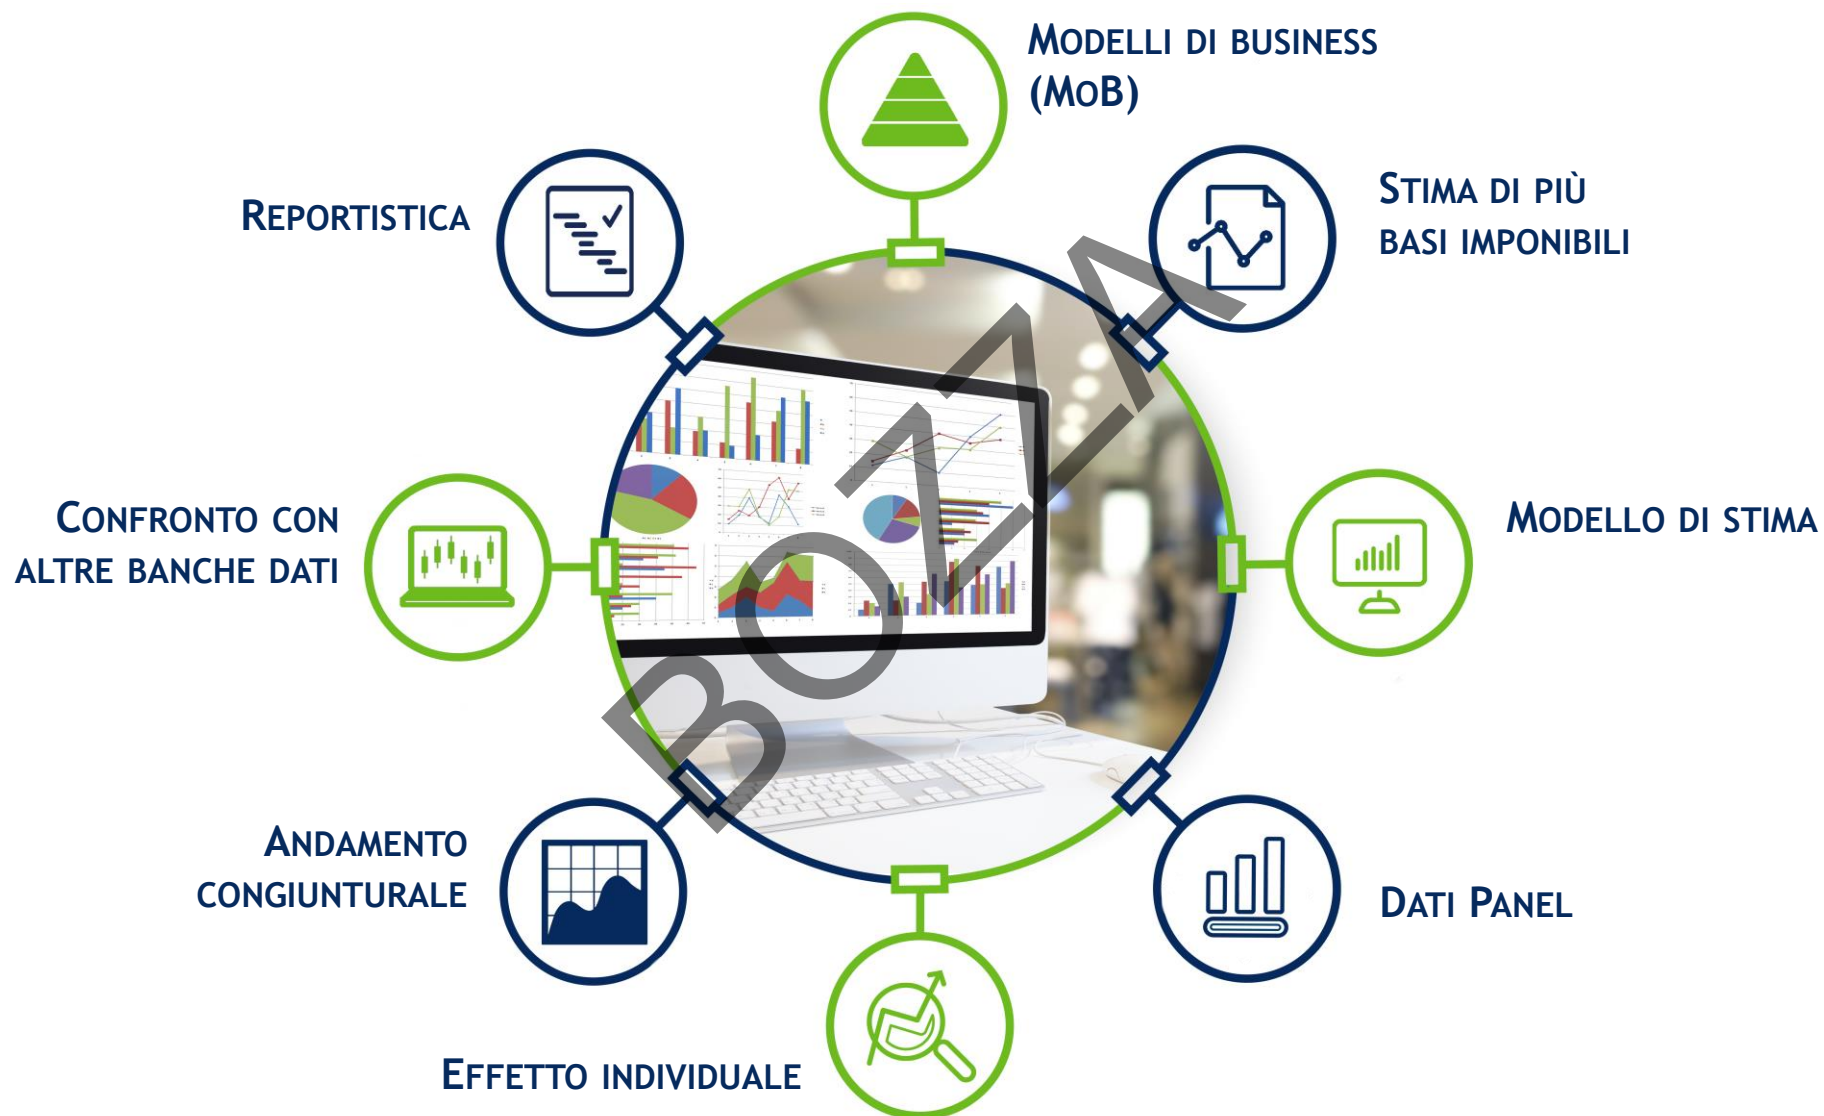 MODELLI DI BUSINESS
(MOB)
STIMA DI PIÙ
BASI IMPONIBILI
MODELLO DI STIMA
DATI PANEL
EFFETTO INDIVIDUALE
ANDAMENTO
CONGIUNTURALE
CONFRONTO CON
ALTRE BANCHE DATI
REPORTISTICA
BOZZA